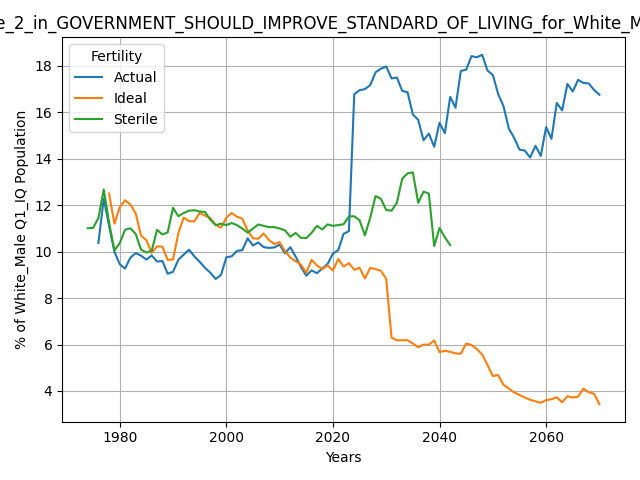 e_2_in_GOVERNMENT_SHOULD_IMPROVE_STANDARD_OF_LIVING_for_White_M
Fertility
Actual
Ideal
Sterile
% of White_Male Q1_IQ Population
18
16
14
12
10
8
6
4
1980 2000 2020 2040 2060
Years